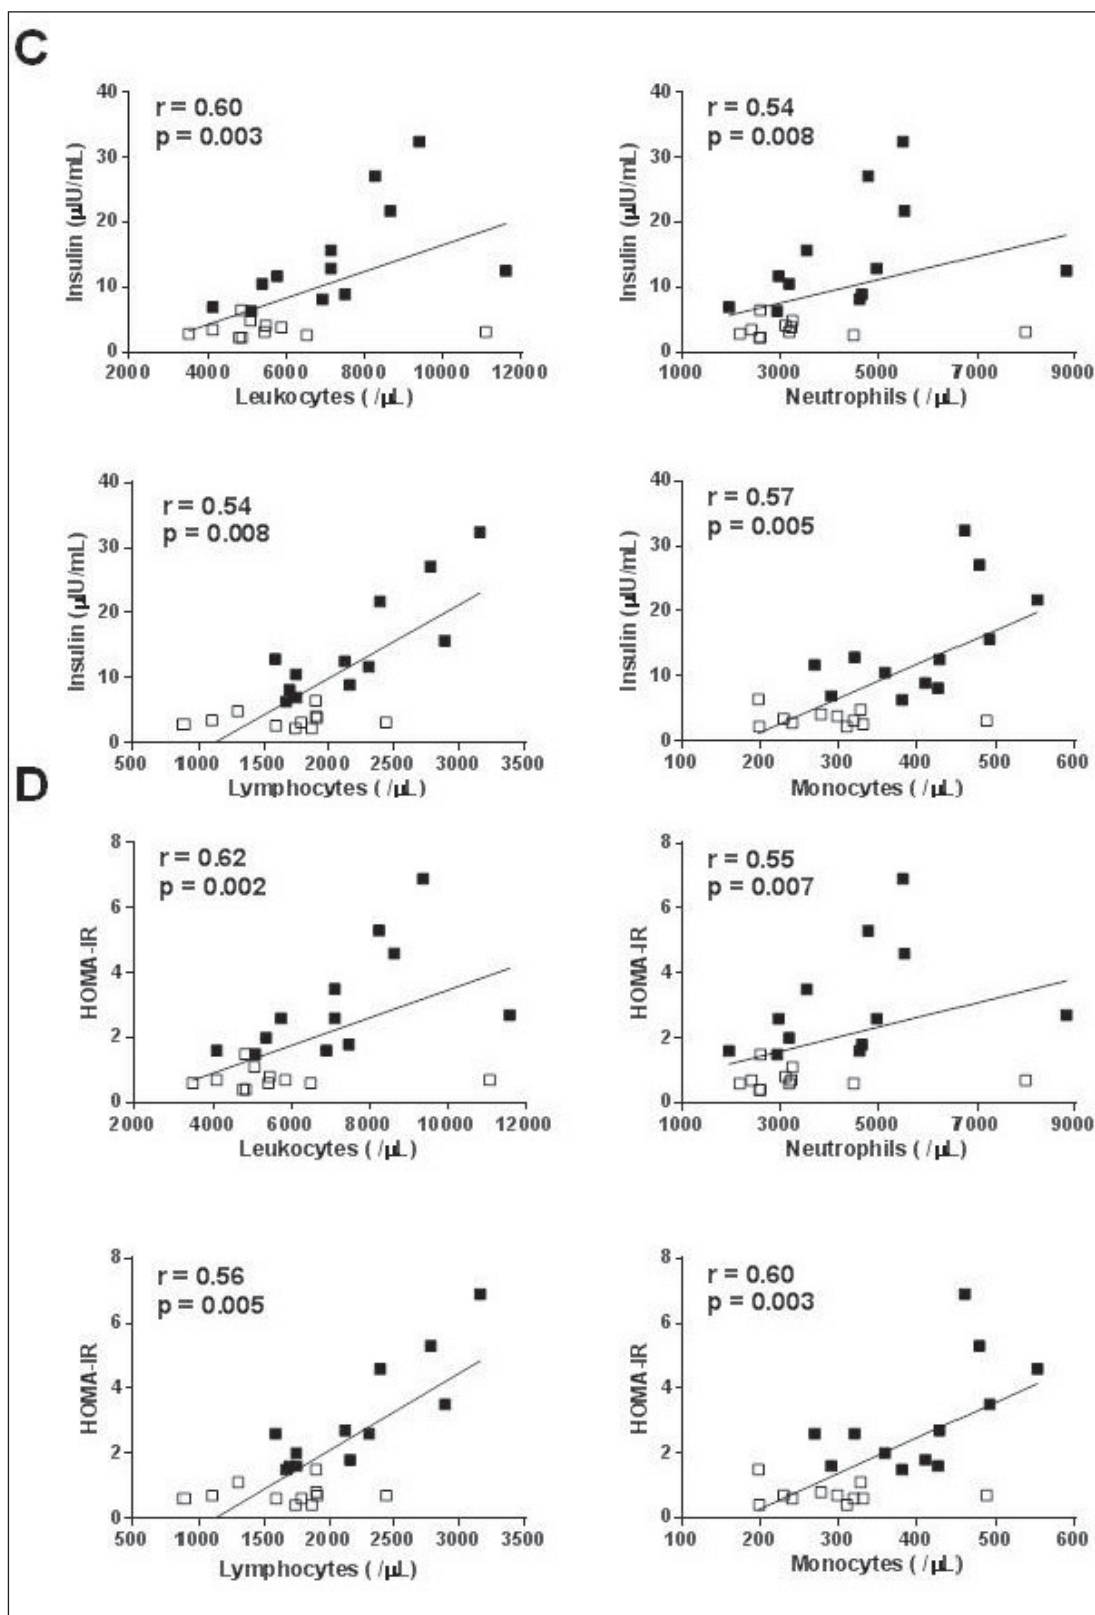 C
40
30
20
10
0
Insulin (μIU/mL)
r = 0.60
p = 0.003
2000 4000 6000 8000 10000 12000
Leukocytes ( /μL)
40
30
20
10
0
Insulin (μIU/mL)
r = 0.54
p = 0.008
1000 3000 5000 7000 9000
Neutrophils ( /μL)
40
30
20
10
0
Insulin (μIU/mL)
r = 0.54
p = 0.008
500 1000 1500 2000 2500 3000 3500
Lymphocytes ( /μL)
40
30
20
10
0
Insulin (μIU/mL)
r = 0.57
p = 0.005
100 200 300 400 500 600
Monocytes ( /μL)
D
8
6
4
2
0
HOMA-IR
r = 0.62
p = 0.002
2000 4000 6000 8000 10000 12000
Leukocytes ( /μL)
8
6
4
2
0
HOMA-IR
r = 0.55
p = 0.007
1000 3000 5000 7000 9000
Neutrophils ( /μL)
8
6
4
2
0
HOMA-IR
r = 0.56
p = 0.005
500 1000 1500 2000 2500 3000 3500
Lymphocytes ( /μL)
8
6
4
2
0
HOMA-IR
r = 0.60
p = 0.003
100 200 300 400 500 600
Monocytes ( /μL)